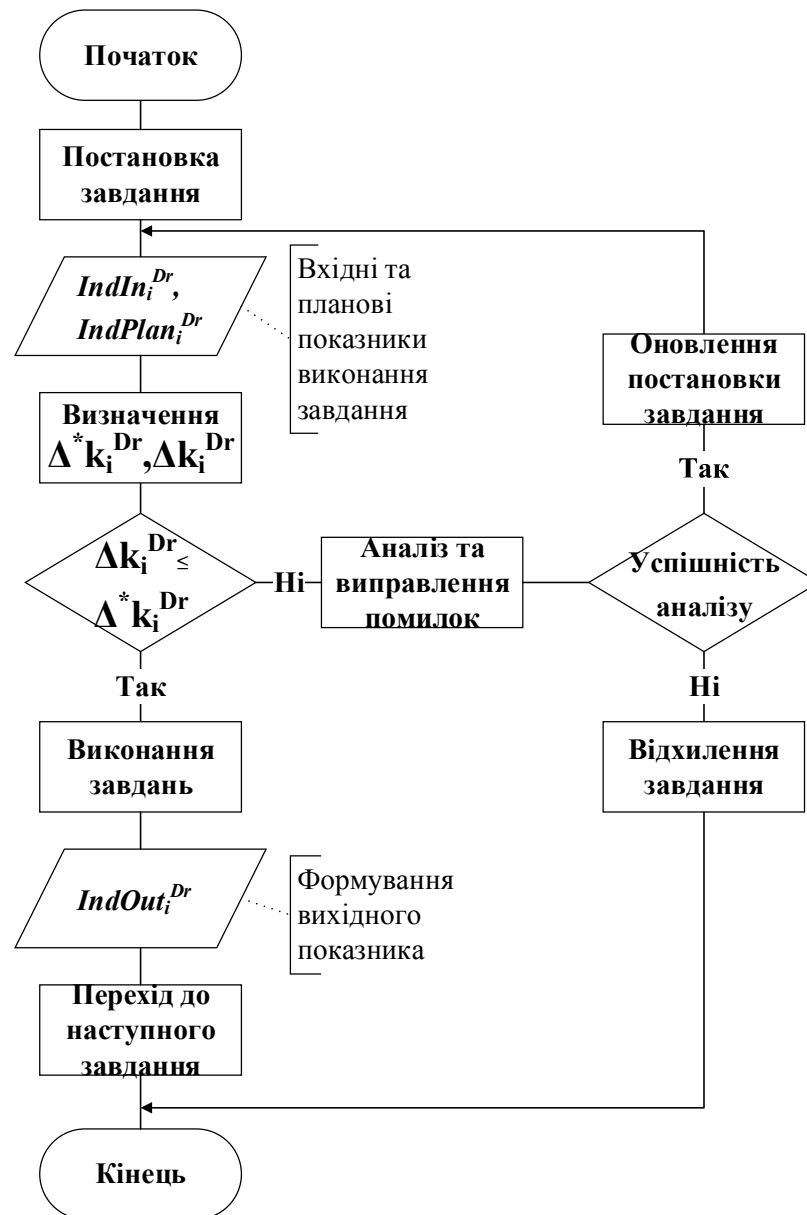 Початок
Постановка
завдання
IndIn_i^Dr,
IndPlan_i^Dr
Вхідні та
планові
показники
виконання
завдання
Оновлення
постановки
завдання
Визначення
Δ*k_i^Dr,Δk_i^Dr
Так
Δk_i^Dr ≤
Δ*k_i^Dr
Ні
Аналіз та
виправлення
помилок
Успішність
аналізу
Так
Ні
Виконання
завдань
Відхилення
завдання
IndOut_i^Dr
Формування
вихідного
показника
Перехід до
наступного
завдання
Кінець